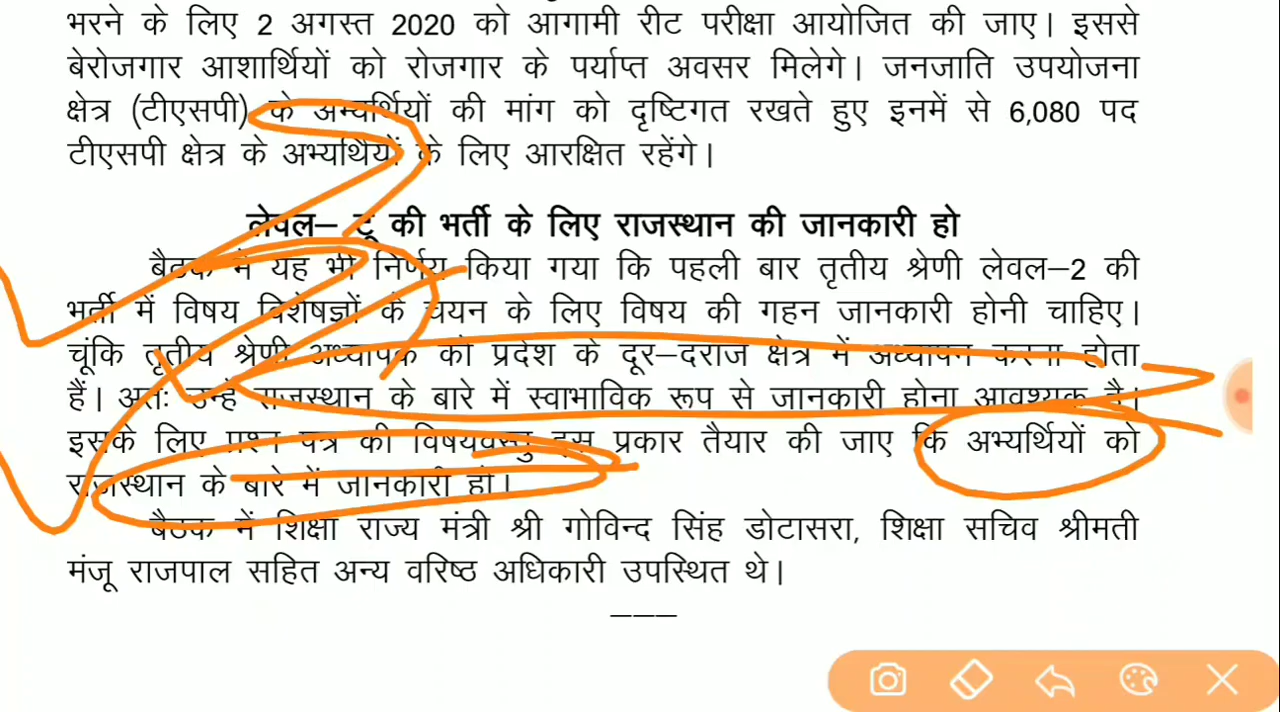 भरने के लिए 2 अगस्त 2020 को आगामी रीट परीक्षा आयोजित की जाए। इससे
बेरोजगार आशार्थियों को रोजगार के पर्याप्त अवसर मिलेगे। जनजाति उपयोजना
क्षेत्र (टीएसपी) के अभ्यर्थियों की मांग को दृष्टिगत रखते हुए इनमें से 6,080 पद
टीएसपी क्षेत्र के अभ्यर्थियों के लिए आरक्षित रहेंगे।
लेवल– टू की भर्ती के लिए राजस्थान की जानकारी हो
बैठक में यह भी निर्णय किया गया कि पहली बार तृतीय श्रेणी लेवल–2 की
भर्ती में विषय विशेषज्ञों के चयन के लिए विषय की गहन जानकारी होनी चाहिए।
चूंकि तृतीय श्रेणी अध्यापक को प्रदेश के दूर–दराज क्षेत्र में अध्यापन करना होता
हैं। अतः उन्हें राजस्थान के बारे में स्वाभाविक रूप से जानकारी होना आवश्यक है।
इसके लिए प्रश्न पत्र की विषयवस्तु इस प्रकार तैयार की जाए कि अभ्यर्थियों को
राजस्थान के बारे में जानकारी हो।
बैठक में शिक्षा राज्य मंत्री श्री गोविन्द सिंह डोटासरा, शिक्षा सचिव श्रीमती
मंजू राजपाल सहित अन्य वरिष्ठ अधिकारी उपस्थित थे।
–––